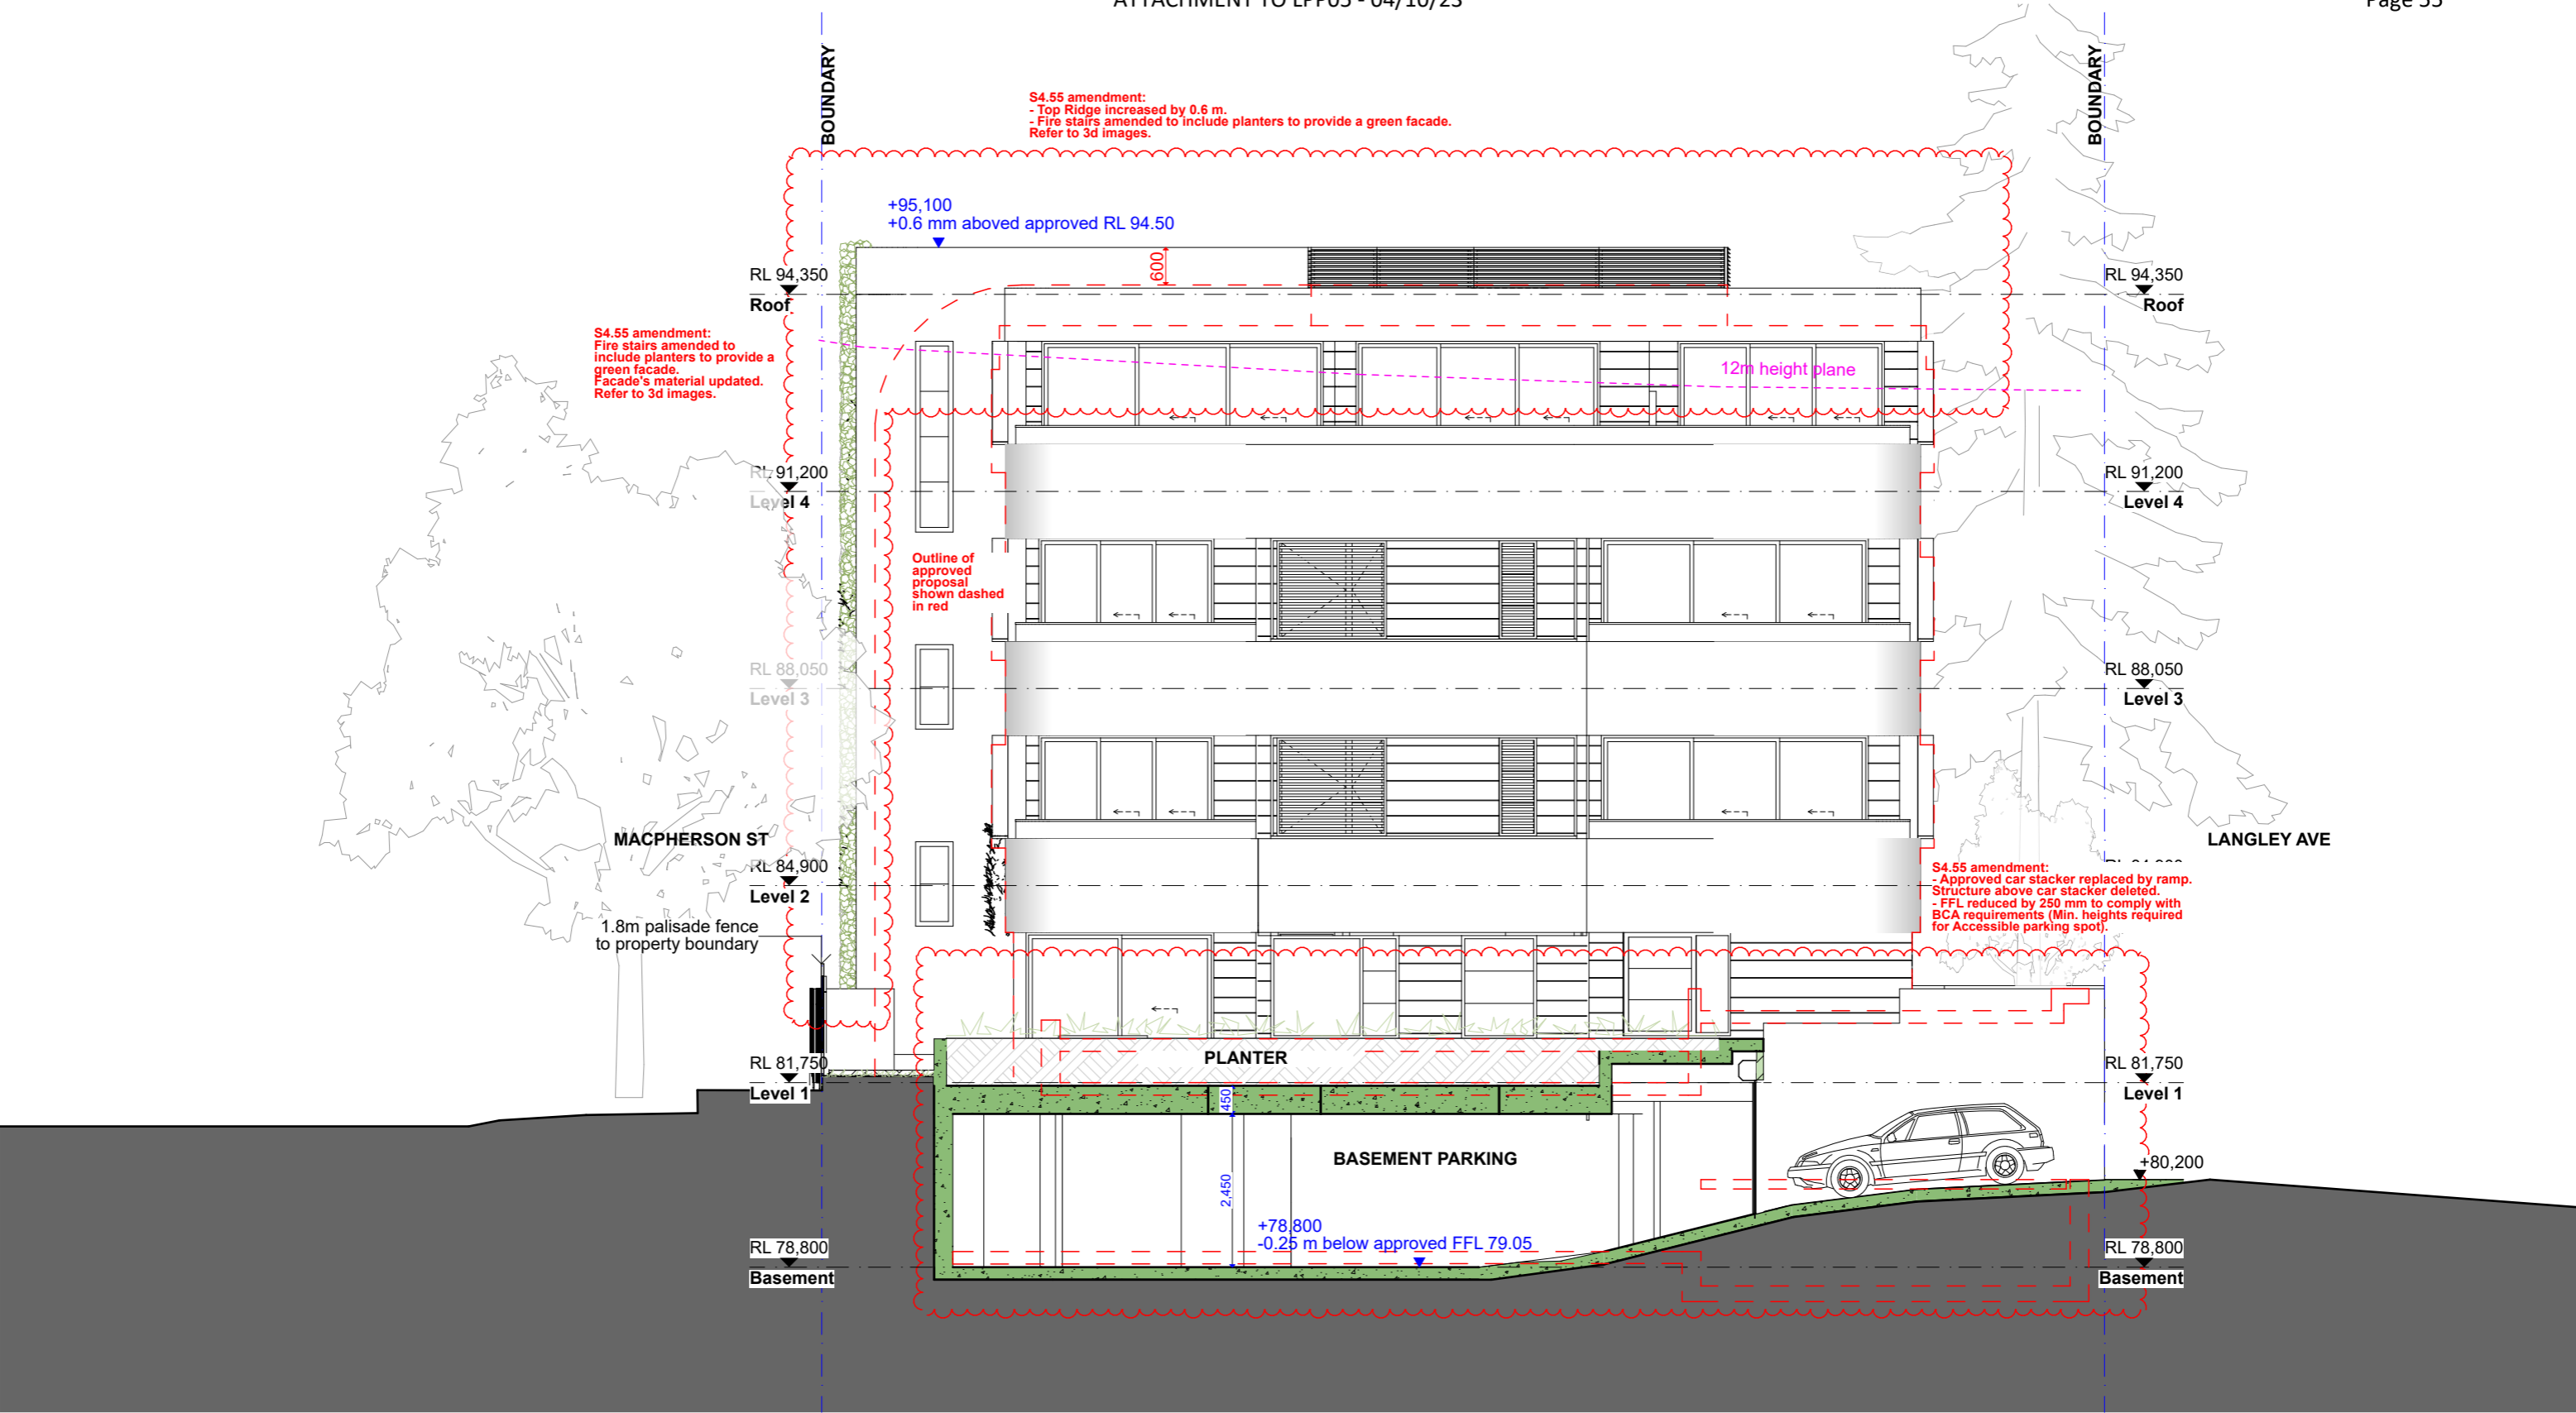 ATTACHMENT TO LPP05 - 04/10/23
Page 55
BOUNDARY
BOUNDARY
S4.55 amendment:
- Top Ridge increased by 0.6 m.
- Fire stairs amended to include planters to provide a green facade.
Refer to 3d images.
+95,100
+0.6 mm aboved approved RL 94.50
600
RL 94,350
Roof
RL 94,350
Roof
S4.55 amendment:
Fire stairs amended to
include planters to provide a
green facade.
Facade's material updated.
Refer to 3d images.
12m height plane
RL 91,200
Level 4
RL 91,200
Level 4
Outline of
approved
proposal
shown dashed
in red
RL 88,050
Level 3
RL 88,050
Level 3
MACPHERSON ST
LANGLEY AVE
RL 84,900
Level 2
S4.55 amendment:
- Approved car stacker replaced by ramp.
Structure above car stacker deleted.
- FFL reduced by 250 mm to comply with
BCA requirements (Min. heights required
for Accessible parking spot).
1.8m palisade fence
to property boundary
PLANTER
RL 81,750
Level 1
RL 81,750
Level 1
450
BASEMENT PARKING
2,450
+80,200
+78,800
-0.25 m below approved FFL 79.05
RL 78,800
Basement
RL 78,800
Basement